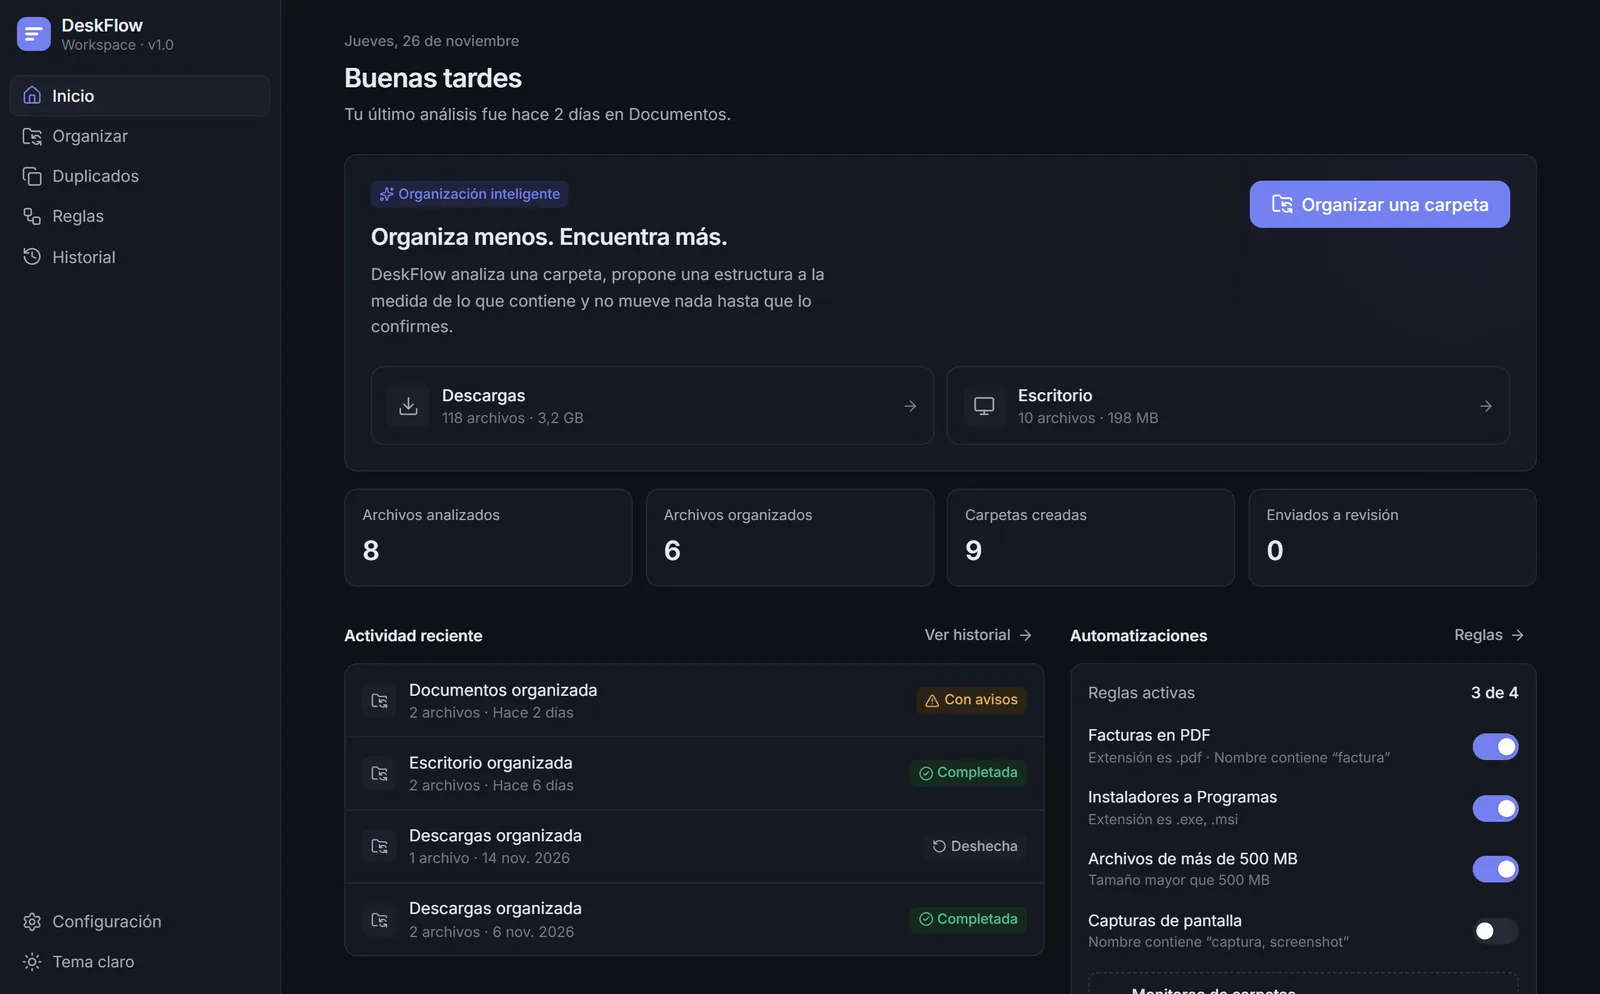 DeskFlow
Workspace · v1.0
Inicio
Organizar
Duplicados
Reglas
Historial
Configuración
Tema claro
Jueves, 26 de noviembre
Buenas tardes
Tu último análisis fue hace 2 días en Documentos.
Organización inteligente
Organizar una carpeta
Organiza menos. Encuentra más.
DeskFlow analiza una carpeta, propone una estructura a la
medida de lo que contiene y no mueve nada hasta que lo
confirmes.
Descargas
118 archivos · 3,2 GB
Escritorio
10 archivos · 198 MB
Archivos analizados
8
Archivos organizados
6
Carpetas creadas
9
Enviados a revisión
0
Actividad reciente
Ver historial
Documentos organizada
2 archivos · Hace 2 días
Con avisos
Escritorio organizada
2 archivos · Hace 6 días
Completada
Descargas organizada
1 archivo · 14 nov. 2026
Deshecha
Descargas organizada
2 archivos · 6 nov. 2026
Completada
Automatizaciones
Reglas
Reglas activas
3 de 4
Facturas en PDF
Extensión es .pdf · Nombre contiene “factura”
Instaladores a Programas
Extensión es .exe, .msi
Archivos de más de 500 MB
Tamaño mayor que 500 MB
Capturas de pantalla
Nombre contiene “captura, screenshot”
Monitoreo de carpetas